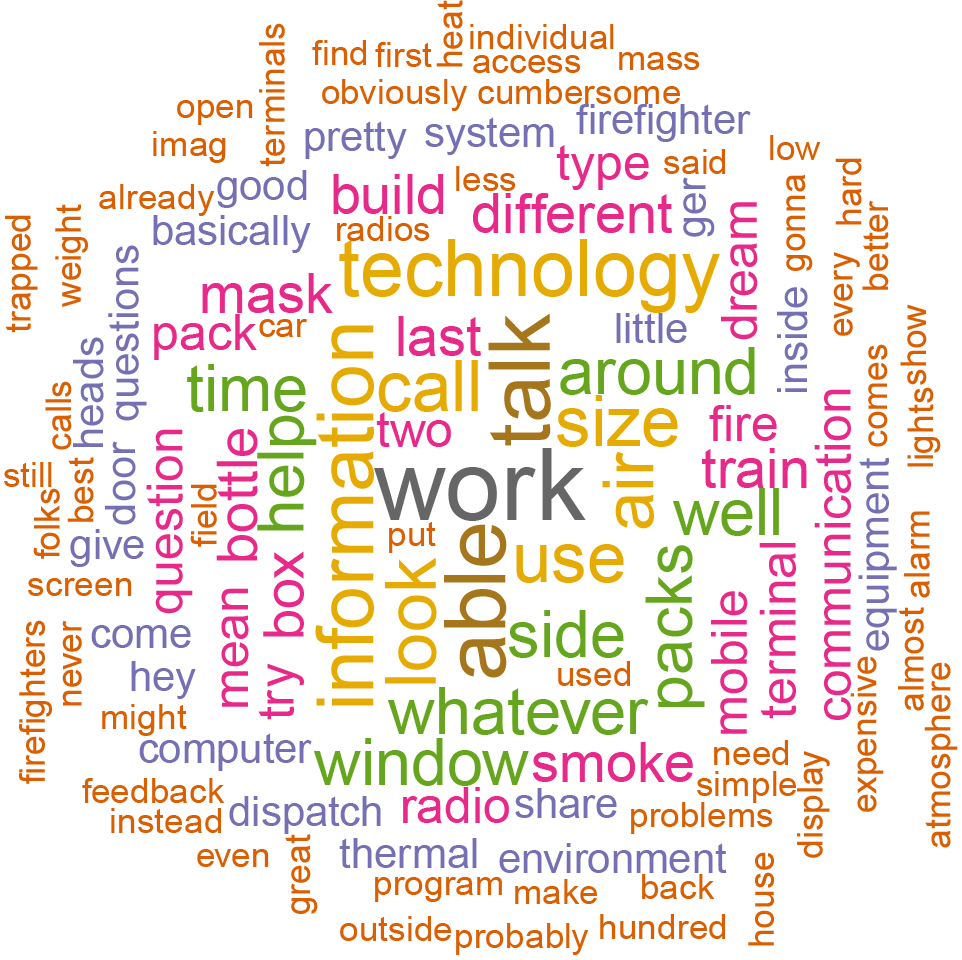 heat
individual
find
first
access
mass
terminals
obviously
cumbersome
open
pretty
system
firefighter
imag
type
said
low
already
good
build
less
different
ger
gonna
hard
basically
radios
technology
dream
every
better
trapped
weight
questions
mask
pack
car
last
talk
little
inside
heads
time
information
call
around
size
fire
show
calls
door
two
air
train
communication
comes
lights
still
best
question
bottle
help
work
well
folks
give
field
put
equipment
alarm
screen
box
look
able
use
packs
terminal
come
mean
try
side
mobile
almost
firefighters
never
hey
used
expensive
atmosphere
might
whatever
computer
window
smoke
need
feedback
simple
instead
dispatch
radio
share
problems
display
even
great
thermal
environment
program
make
back
house
outside
probably
hundred